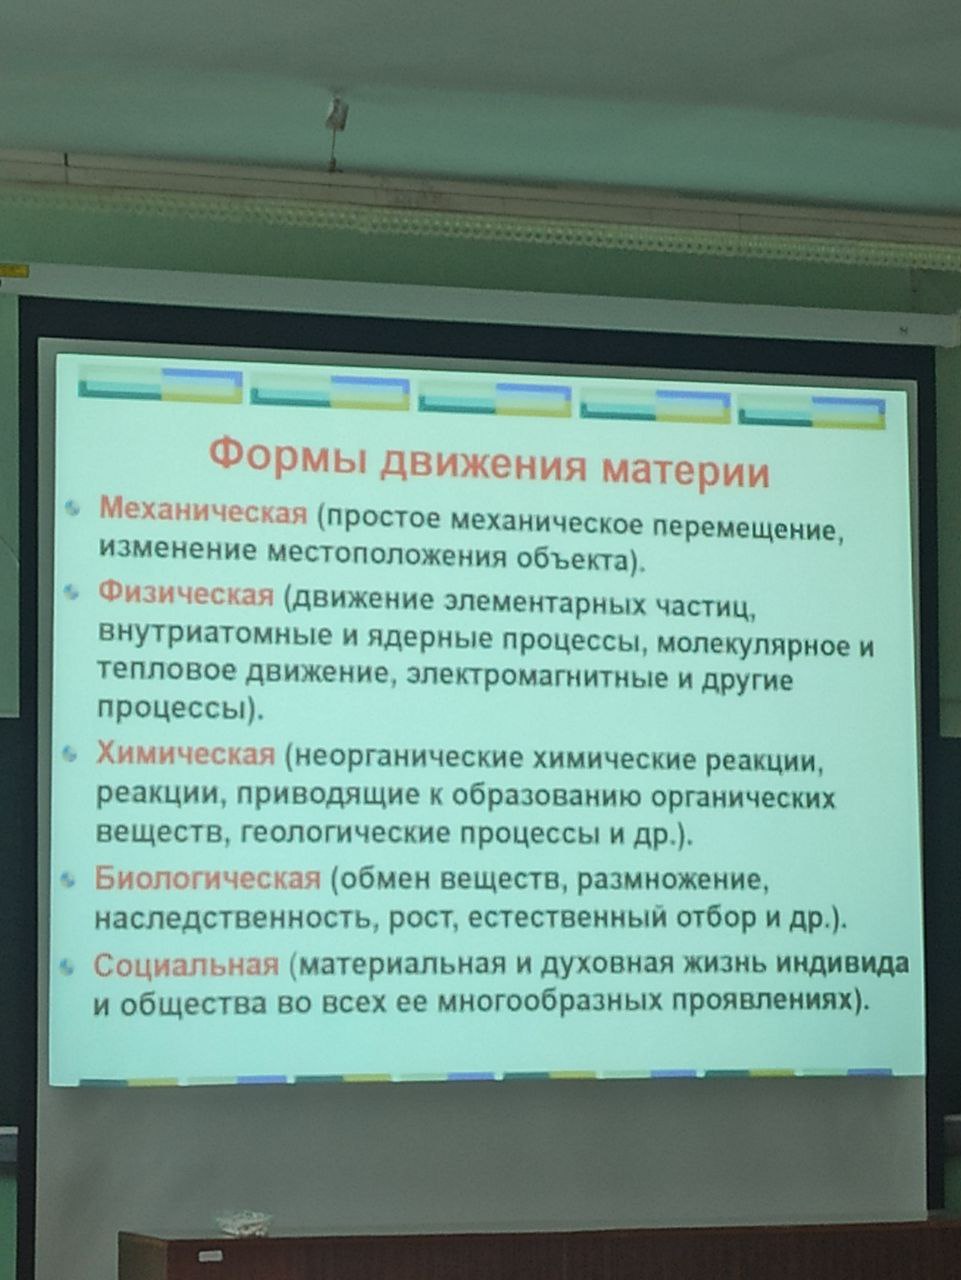 Формы движения материи
Механическая (простое механическое перемещение,
изменение местоположения объекта).
Физическая (движение элементарных частиц,
внутриатомные и ядерные процессы, молекулярное и
тепловое движение, электромагнитные и другие
процессы).
Химическая (неорганические химические реакции,
реакции, приводящие к образованию органических
веществ, геологические процессы и др.).
Биологическая (обмен веществ, размножение,
наследственность, рост, естественный отбор и др.).
Социальная (материальная и духовная жизнь индивида
и общества во всех ее многообразных проявлениях).